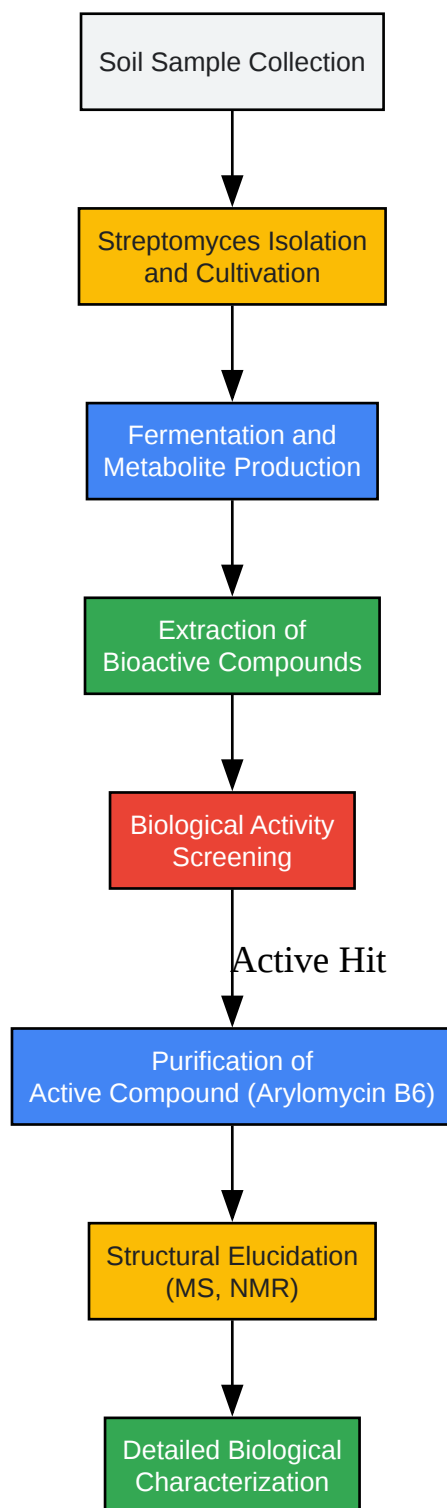 Soil Sample Collection
Streptomyces Isolation
and Cultivation
Fermentation and
Metabolite Production
Extraction of
Bioactive Compounds
Biological Activity
Screening
Active Hit
Purification of
Active Compound (Arylomycin B6)
Structural Elucidation
(MS, NMR)
Detailed Biological
Characterization